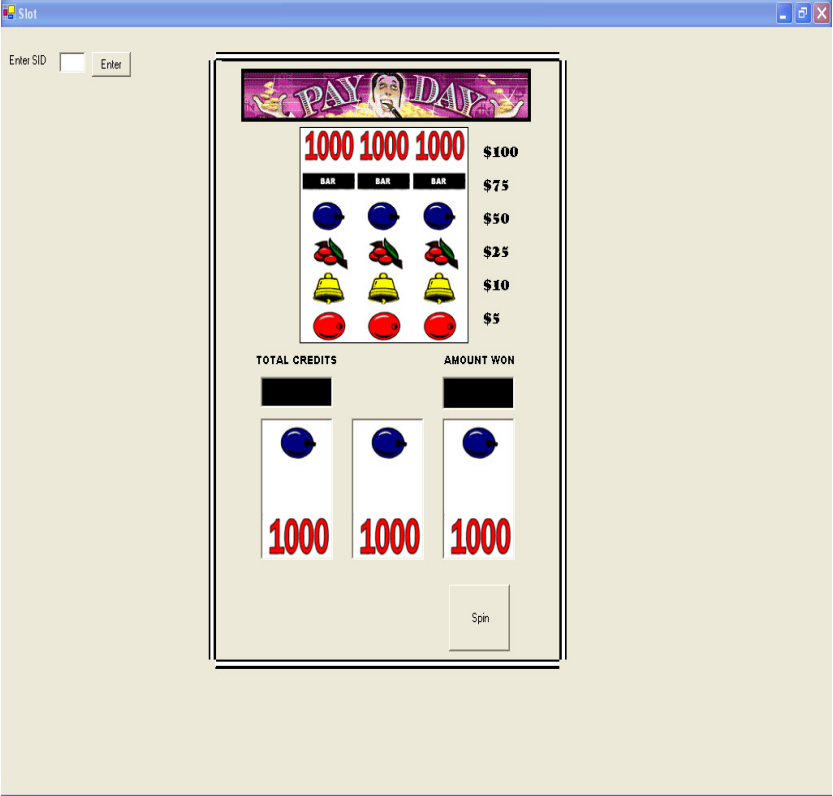 Slot
Enter SID
Enter
PAY DAY
1000 1000 1000 $100
BAR BAR BAR $75
$50
$25
$10
$5
TOTAL CREDITS AMOUNT WON
1000 1000 1000
Spin